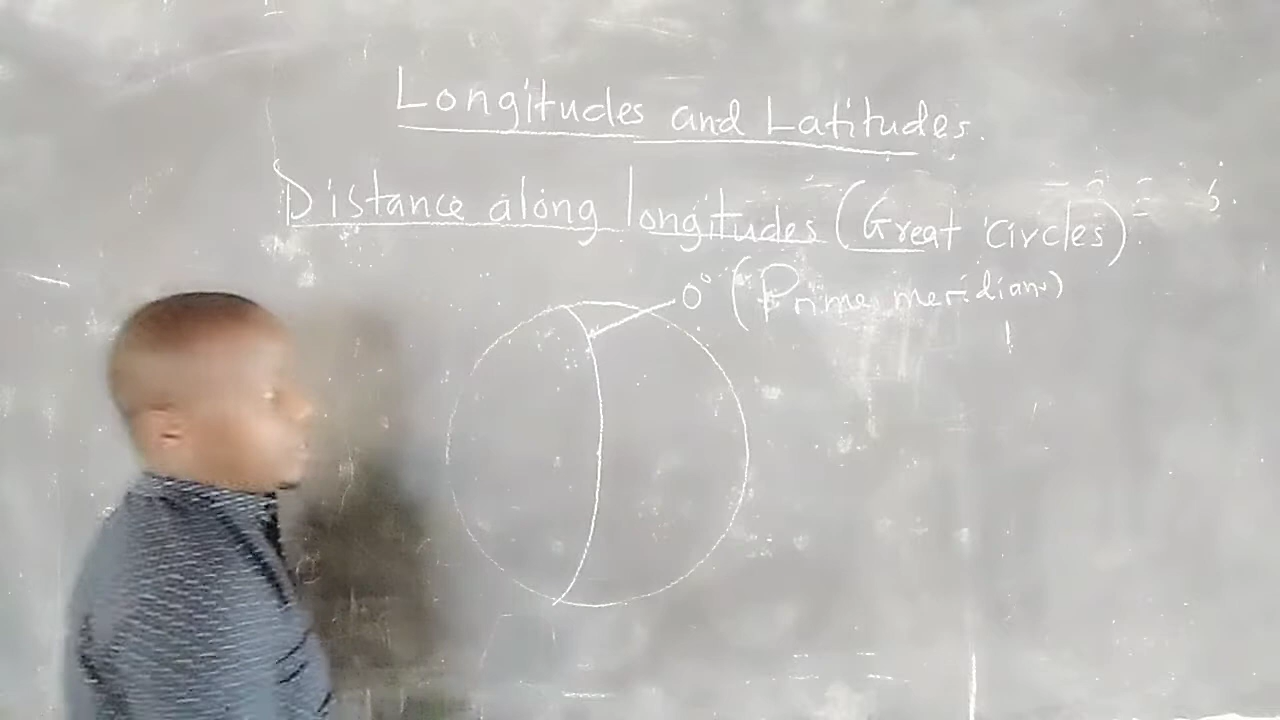 Longitudes and Latitudes.
Distance along longitudes (Great circles)
0° (Prime meridian)